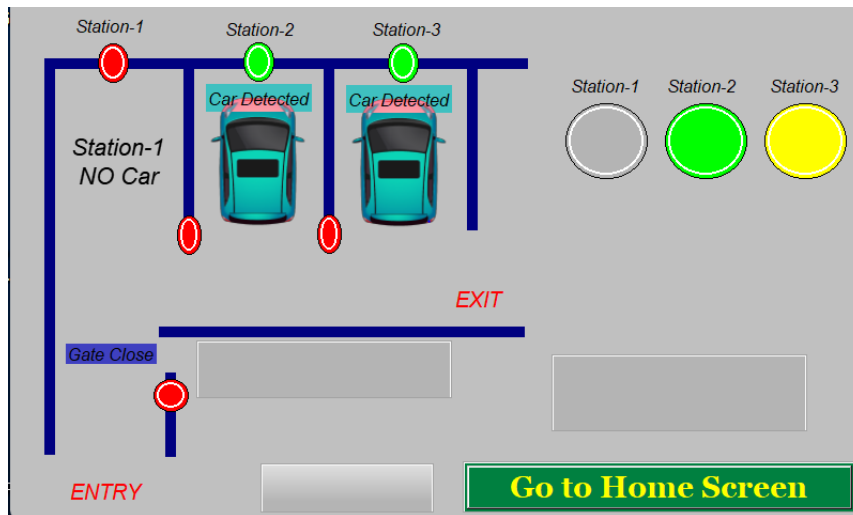 Station-1
Station-2
Station-3
Station-1
Station-2
Station-3
Car Detected
Car Detected
Station-1
NO Car
EXIT
Gate Close
ENTRY
Go to Home Screen